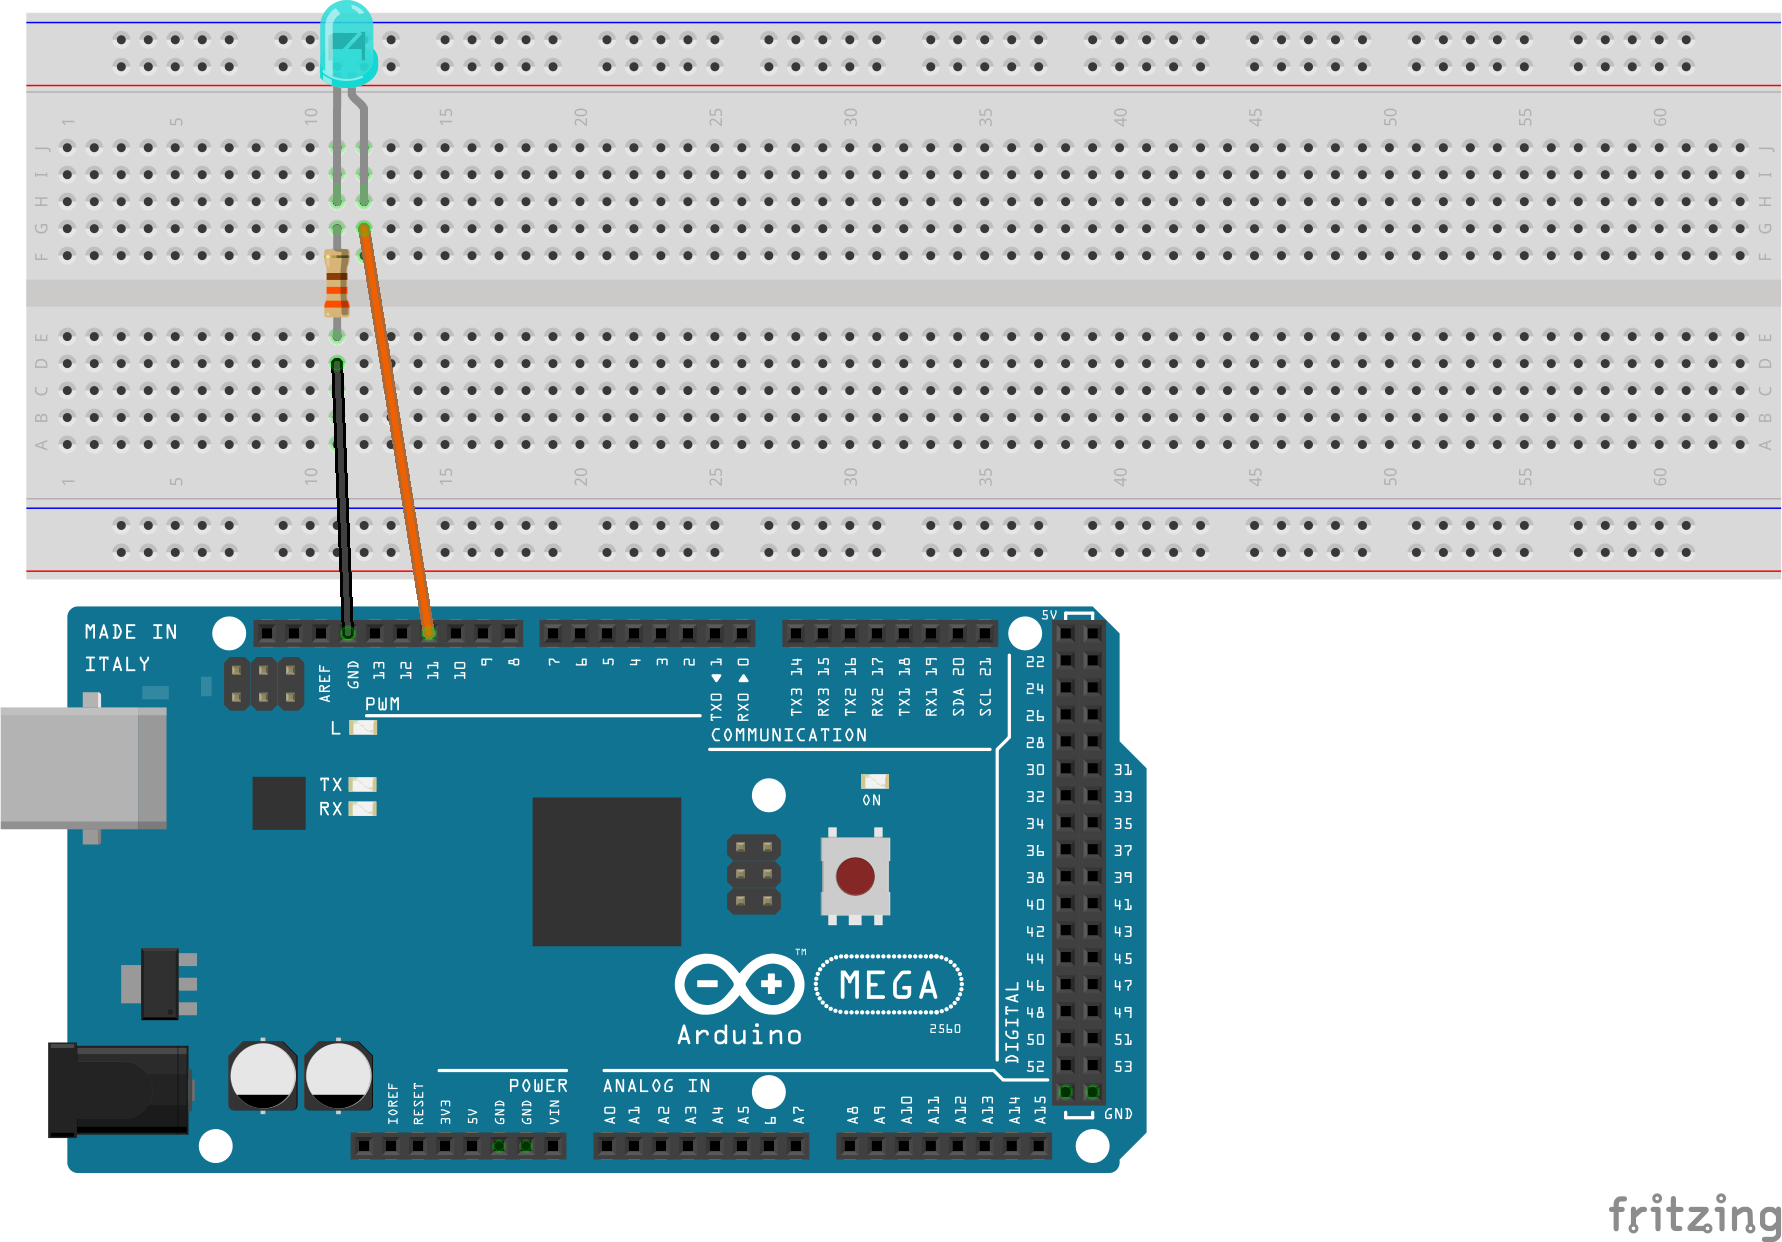 1 5 10 15 20 25 30 35 40 45 50 55 60
J J
I I
H H
G G
F F
E E
D D
C C
B B
A A
1 5 10 15 20 25 30 35 40 45 50 55 60
MADE IN
ITALY
AREF
GND
13
12
11
10
9
8
7
6
5
4
3
2
TX0 1
RX0 0
TX3 14
RX3 15
TX2 16
RX2 17
TX1 18
RX1 19
SDA 20
SCL 21
PWM
COMMUNICATION
L
TX
RX
ON
5V
22
24
26
28
30 31
32 33
34 35
36 37
38 39
40 41
42 43
44 45
46 47
48 49
50 51
52 53
GND
DIGITAL
TM
MEGA
2560
Arduino
POWER
ANALOG IN
IOREF
RESET
3V3
5V
GND
GND
VIN
A0
A1
A2
A3
A4
A5
6
A7
A8
A9
A10
A11
A12
A13
A14
A15
fritzing